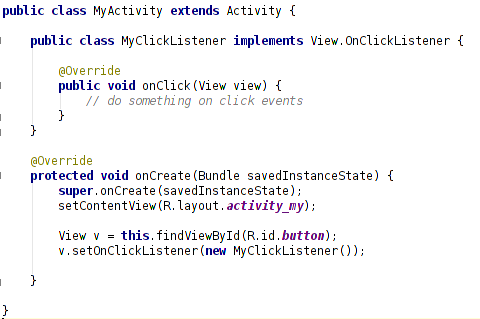 public class MyActivity extends Activity {
public class MyClickListener implements View.OnClickListener {
@Override
public void onClick(View view) {
// do something on click events
}
}
@Override
protected void onCreate(Bundle savedInstanceState) {
super.onCreate(savedInstanceState);
setContentView(R.layout.activity_my);
View v = this.findViewById(R.id.button);
v.setOnClickListener(new MyClickListener());
}
}